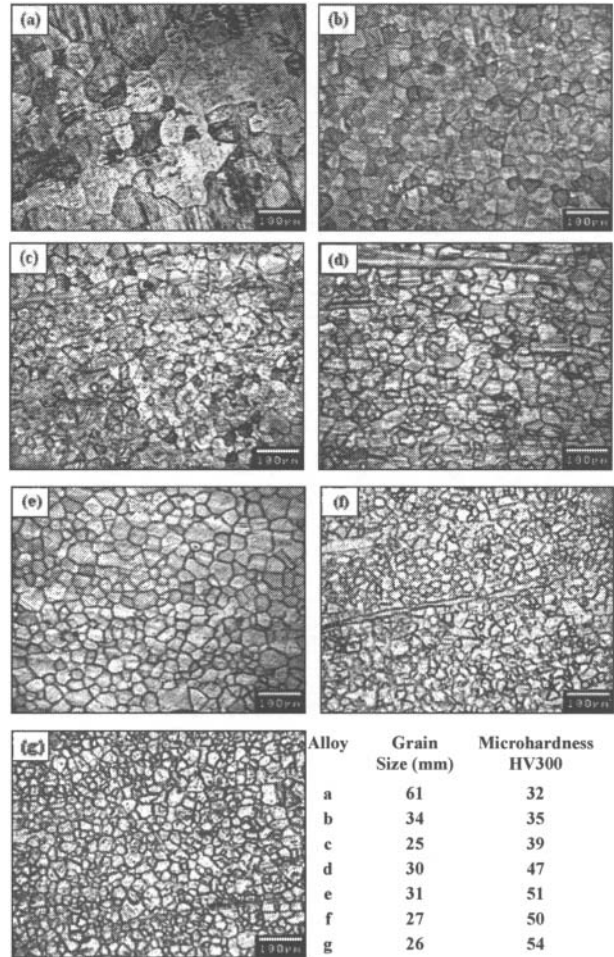 (a)
100µm
(b)
100µm
(c)
100µm
(d)
100µm
(e)
100µm
(f)
100µm
(g)
100µm
Alloy Grain Microhardness
Size (mm) HV300
a 61 32
b 34 35
c 25 39
d 30 47
e 31 51
f 27 50
g 26 54